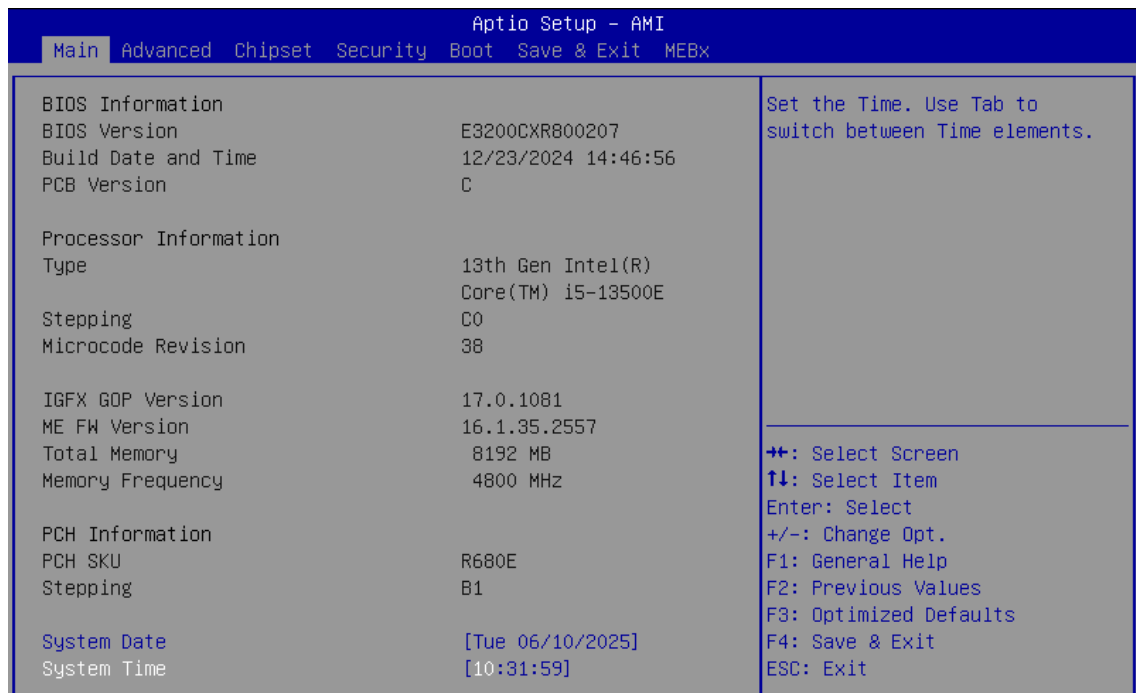 Aptio Setup – AMI
Main Advanced Chipset Security Boot Save & Exit MEBx
BIOS Information
BIOS Version E3200CXR800207
Build Date and Time 12/23/2024 14:46:56
PCB Version C
Processor Information
Type 13th Gen Intel(R)
Core(TM) i5-13500E
Stepping C0
Microcode Revision 38
IGFX GOP Version 17.0.1081
ME FW Version 16.1.35.2557
Total Memory 8192 MB
Memory Frequency 4800 MHz
PCH Information
PCH SKU R680E
Stepping B1
System Date [Tue 06/10/2025]
System Time [10:31:59]
Set the Time. Use Tab to
switch between Time elements.
→←: Select Screen
↑↓: Select Item
Enter: Select
+/-: Change Opt.
F1: General Help
F2: Previous Values
F3: Optimized Defaults
F4: Save & Exit
ESC: Exit